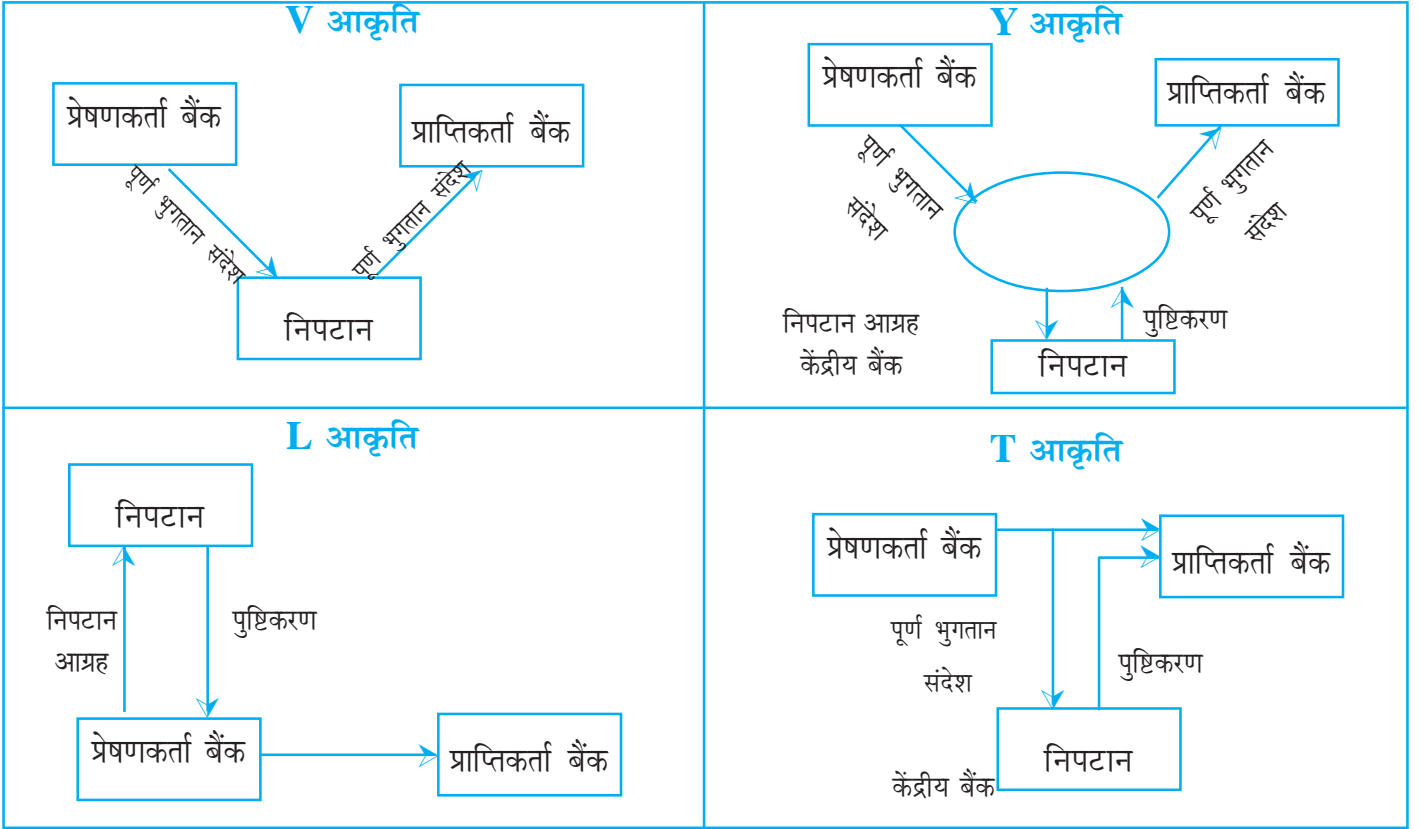 V आकृति
प्रेषणकर्ता बैंक
प्राप्तिकर्ता बैंक
पूर्ण भुगतान संदेश
पूर्ण भुगतान संदेश
निपटान
Y आकृति
प्रेषणकर्ता बैंक
प्राप्तिकर्ता बैंक
पूर्ण भुगतान
संदेश
पूर्ण भुगतान
संदेश
निपटान आग्रह
केंद्रीय बैंक
पुष्टिकरण
निपटान
L आकृति
निपटान
निपटान
आग्रह
पुष्टिकरण
प्रेषणकर्ता बैंक
प्राप्तिकर्ता बैंक
T आकृति
प्रेषणकर्ता बैंक
प्राप्तिकर्ता बैंक
पूर्ण भुगतान
संदेश
पुष्टिकरण
निपटान
केंद्रीय बैंक